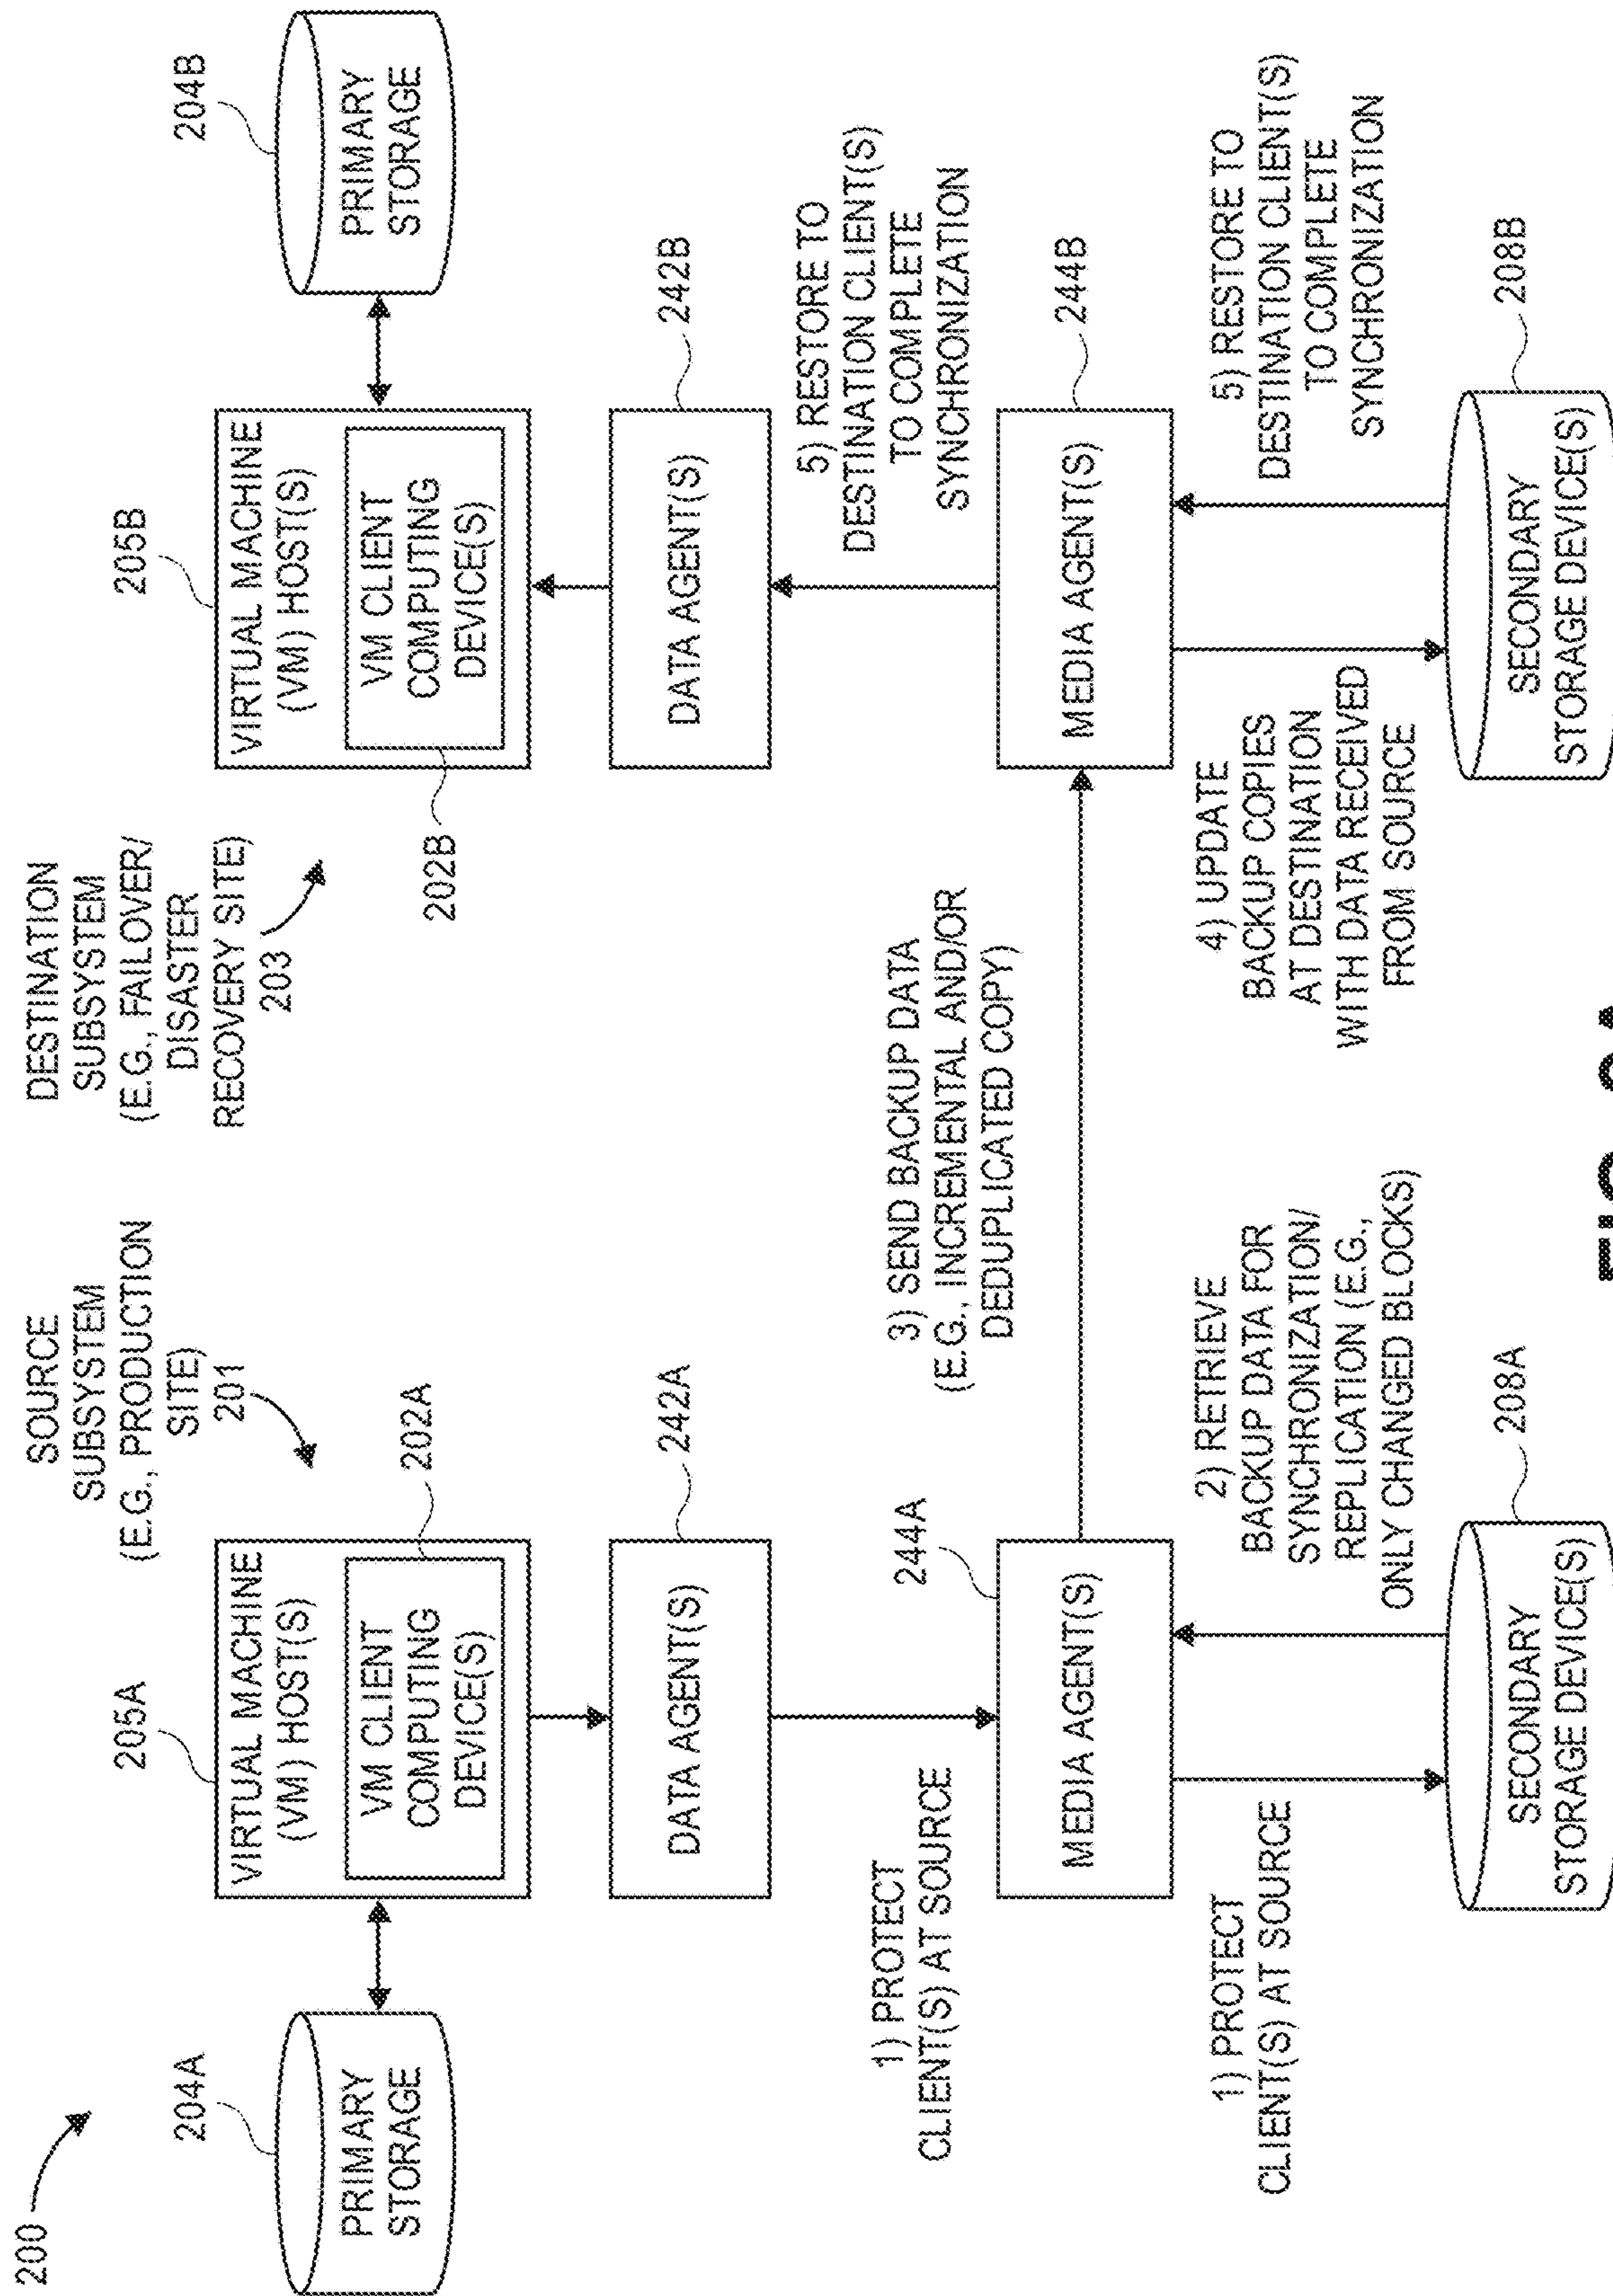 200
SOURCE
SUBSYSTEM
(E.G., PRODUCTION
SITE)
201
DESTINATION
SUBSYSTEM
(E.G., FAILOVER/
DISASTER
RECOVERY SITE)
203
204A
PRIMARY
STORAGE
205A
VIRTUAL MACHINE
(VM) HOST(S)
VM CLIENT
COMPUTING
DEVICE(S)
202A
205B
VIRTUAL MACHINE
(VM) HOST(S)
VM CLIENT
COMPUTING
DEVICE(S)
202B
204B
PRIMARY
STORAGE
DATA AGENT(S)
242A
DATA AGENT(S)
242B
1) PROTECT
CLIENT(S) AT SOURCE
3) SEND BACKUP DATA
(E.G., INCREMENTAL AND/OR
DEDUPLICATED COPY)
5) RESTORE TO
DESTINATION CLIENT(S)
TO COMPLETE
SYNCHRONIZATION
244A
MEDIA AGENT(S)
MEDIA AGENT(S)
244B
1) PROTECT
CLIENT(S) AT SOURCE
2) RETRIEVE
BACKUP DATA FOR
SYNCHRONIZATION/
REPLICATION (E.G.,
ONLY CHANGED BLOCKS)
4) UPDATE
BACKUP COPIES
AT DESTINATION
WITH DATA RECEIVED
FROM SOURCE
5) RESTORE TO
DESTINATION CLIENT(S)
TO COMPLETE
SYNCHRONIZATION
SECONDARY
STORAGE DEVICE(S)
208A
SECONDARY
STORAGE DEVICE(S)
208B